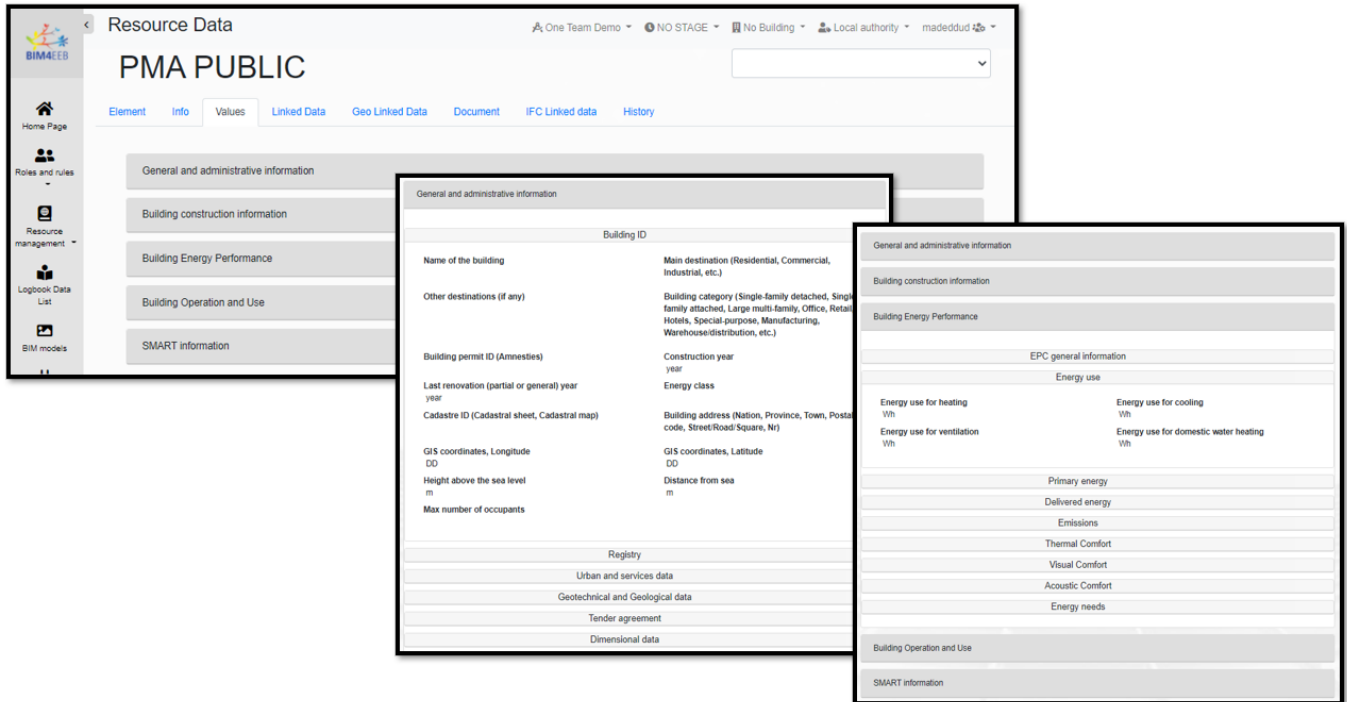 Resource Data
One Team Demo
NO STAGE
No Building
Local authority
madeddud
BIM4EEB
PMA PUBLIC
Element
Info
Values
Linked Data
Geo Linked Data
Document
IFC Linked data
History
Home Page
Roles and rules
Resource
management
Logbook Data
List
BIM models
General and administrative information
Building construction information
Building Energy Performance
Building Operation and Use
SMART information
General and administrative information
Building ID
Name of the building
Main destination (Residential, Commercial,
Industrial, etc.)
Other destinations (if any)
Building category (Single-family detached,
family attached, Large multi-family, Office, Retail
Hotels, Special-purpose, Manufacturing,
Warehouse/distribution, etc.)
Building permit ID (Amnesties)
Construction year
year
Last renovation (partial or general) year
year
Energy class
Cadastre ID (Cadastral sheet, Cadastral map)
Building address (Nation, Province, Town, Postal
code, Street/Road/Square, Nr)
GIS coordinates, Longitude
DD
GIS coordinates, Latitude
DD
Height above the sea level
m
Distance from sea
m
Max number of occupants
Registry
Urban and services data
Geotechnical and Geological data
Tender agreement
Dimensional data
General and administrative information
Building construction information
Building Energy Performance
EPC general information
Energy use
Energy use for heating
Wh
Energy use for cooling
Wh
Energy use for ventilation
Wh
Energy use for domestic water heating
Wh
Primary energy
Delivered energy
Emissions
Thermal Comfort
Visual Comfort
Acoustic Comfort
Energy needs
Building Operation and Use
SMART information